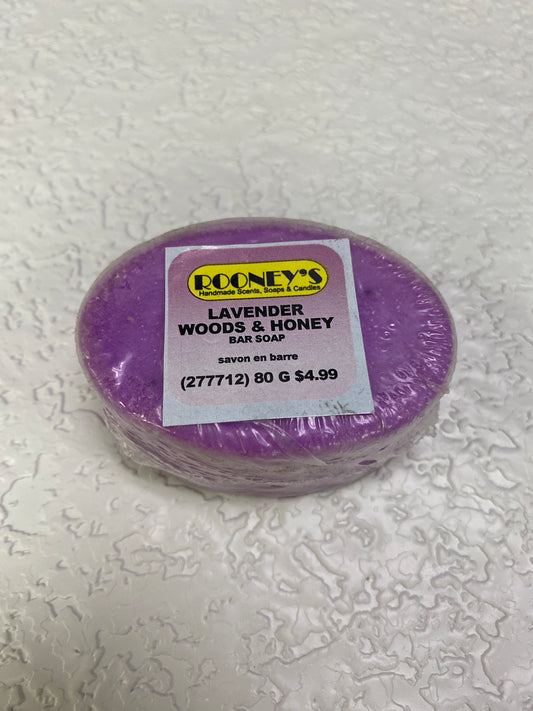 ROONEY'S
Handmade Scents, Soaps & Candles
LAVENDER
WOODS & HONEY
BAR SOAP
savon en barre
(277712) 80 G $4.99